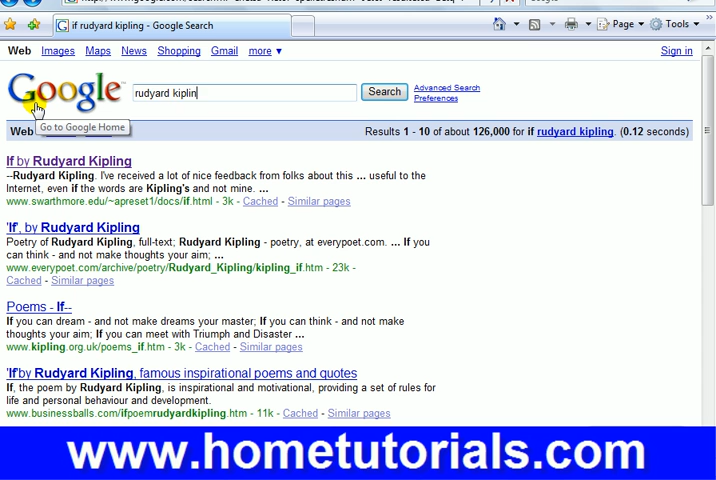 if rudyard kipling - Google Search
Page Tools
Web Images Maps News Shopping Gmail more ▼ Sign in
Google rudyard kiplin Search Advanced Search
Preferences
Go to Google Home
Web Results 1 - 10 of about 126,000 for if rudyard kipling. (0.12 seconds)
If by Rudyard Kipling
--Rudyard Kipling. I've received a lot of nice feedback from folks about this ... useful to the
Internet, even if the words are Kipling's and not mine. ...
www.swarthmore.edu/~apreset1/docs/if.html - 3k - Cached - Similar pages
'If', by Rudyard Kipling
Poetry of Rudyard Kipling, full-text; Rudyard Kipling - poetry, at everypoet.com. ... If you
can think - and not make thoughts your aim; ...
www.everypoet.com/archive/poetry/Rudyard_Kipling/kipling_if.htm - 23k -
Cached - Similar pages
Poems - If--
If you can dream - and not make dreams your master; If you can think - and not make
thoughts your aim; If you can meet with Triumph and Disaster ...
www.kipling.org.uk/poems_if.htm - 3k - Cached - Similar pages
'If'by Rudyard Kipling, famous inspirational poems and quotes
If, the poem by Rudyard Kipling, is inspirational and motivational, providing a set of rules for
life and personal behaviour and development.
www.businessballs.com/ifpoemrudyardkipling.htm - 11k - Cached - Similar pages
www.hometutorials.com